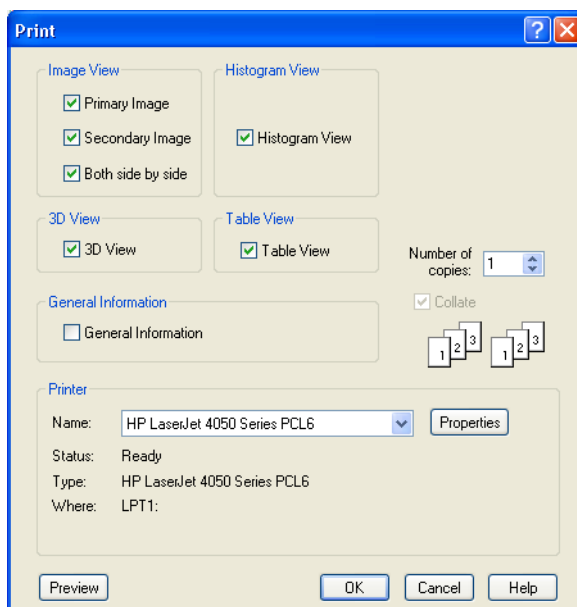 Print
Image View
Primary Image
Secondary Image
Both side by side
Histogram View
Histogram View
3D View
3D View
Table View
Table View
Number of
copies:
1
Collate
1 2 3 1 2 3
General Information
General Information
Printer
Name: HP LaserJet 4050 Series PCL6 Properties
Status: Ready
Type: HP LaserJet 4050 Series PCL6
Where: LPT1:
Preview OK Cancel Help